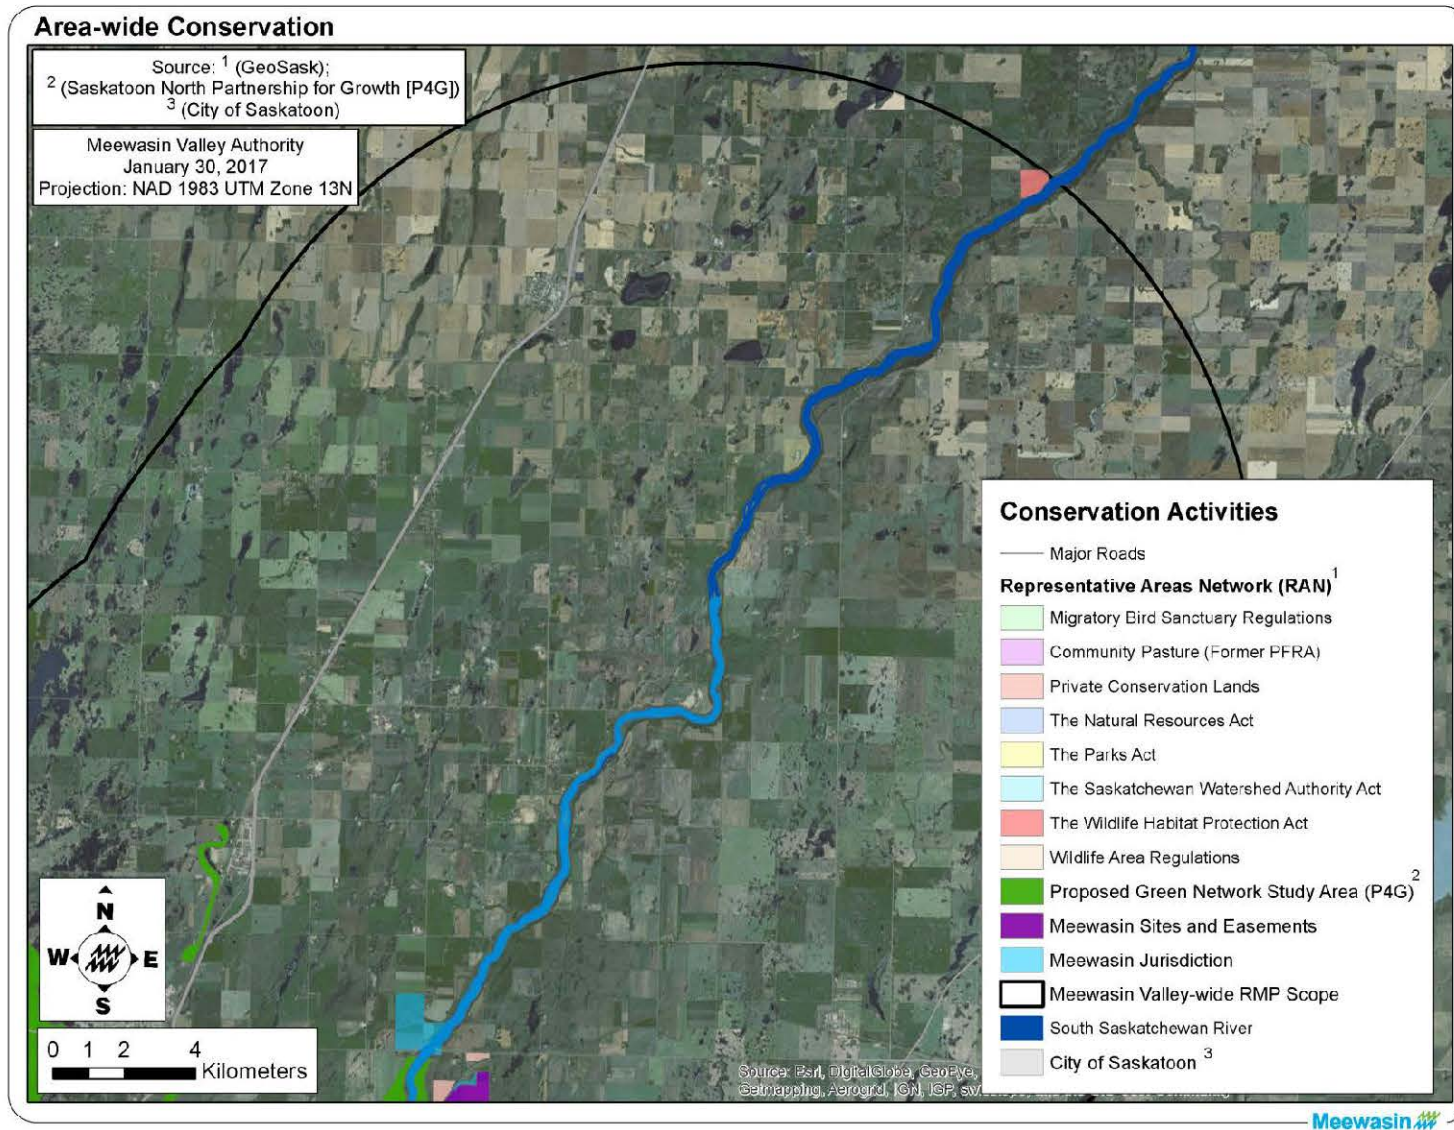 Area-wide Conservation
Source: 1 (GeoSask);
2 (Saskatoon North Partnership for Growth [P4G])
3 (City of Saskatoon)
Meewasin Valley Authority
January 30, 2017
Projection: NAD 1983 UTM Zone 13N
Conservation Activities
Major Roads
Representative Areas Network (RAN) 1
Migratory Bird Sanctuary Regulations
Community Pasture (Former PFRA)
Private Conservation Lands
The Natural Resources Act
The Parks Act
The Saskatchewan Watershed Authority Act
The Wildlife Habitat Protection Act
Wildlife Area Regulations
Proposed Green Network Study Area (P4G) 2
Meewasin Sites and Easements
Meewasin Jurisdiction
Meewasin Valley-wide RMP Scope
South Saskatchewan River
City of Saskatoon 3
N
W E
S
0 1 2 4
Kilometers
Source: Esri, DigitalGlobe, GeoEye,
Getmapping, Aerogrid, IGN, IGP,
Meewasin